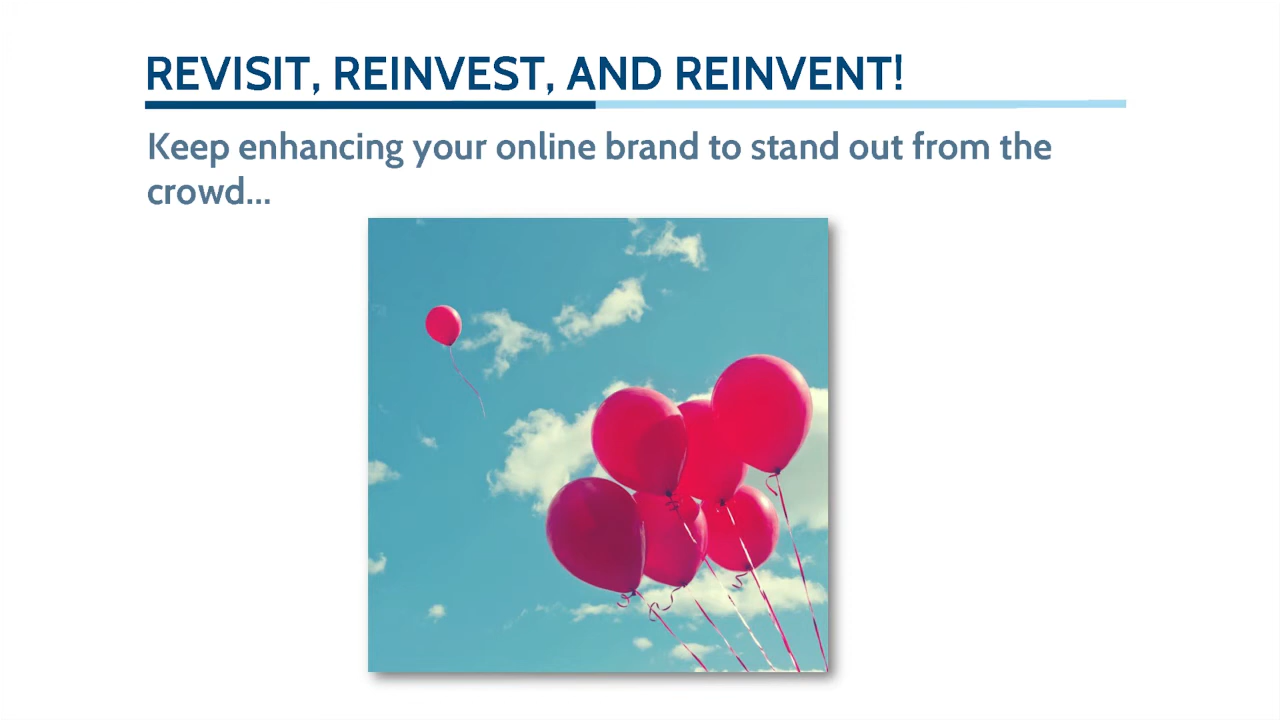 REVISIT, REINVEST, AND REINVENT!
Keep enhancing your online brand to stand out from the
crowd...